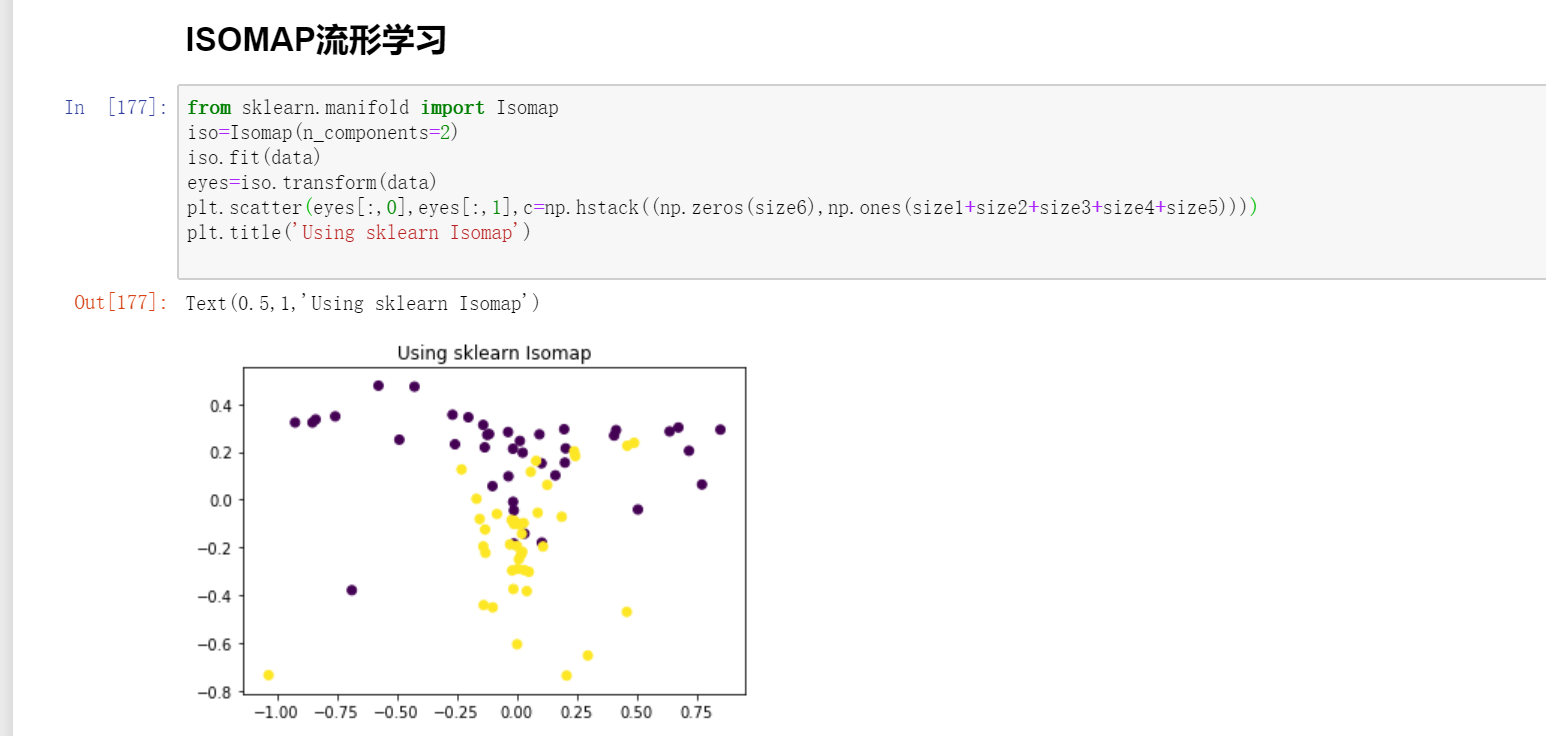 ISOMAP流形学习
In [177]:
from sklearn.manifold import Isomap
iso=Isomap(n_components=2)
iso.fit(data)
eyes=iso.transform(data)
plt.scatter(eyes[:,0],eyes[:,1],c=np.hstack((np.zeros(size6),np.ones(size1+size2+size3+size4+size5))))
plt.title('Using sklearn Isomap')
Out[177]: Text(0.5,1,'Using sklearn Isomap')
Using sklearn Isomap
0.4
0.2
0.0
−0.2
−0.4
−0.6
−0.8
−1.00 −0.75 −0.50 −0.25 0.00 0.25 0.50 0.75